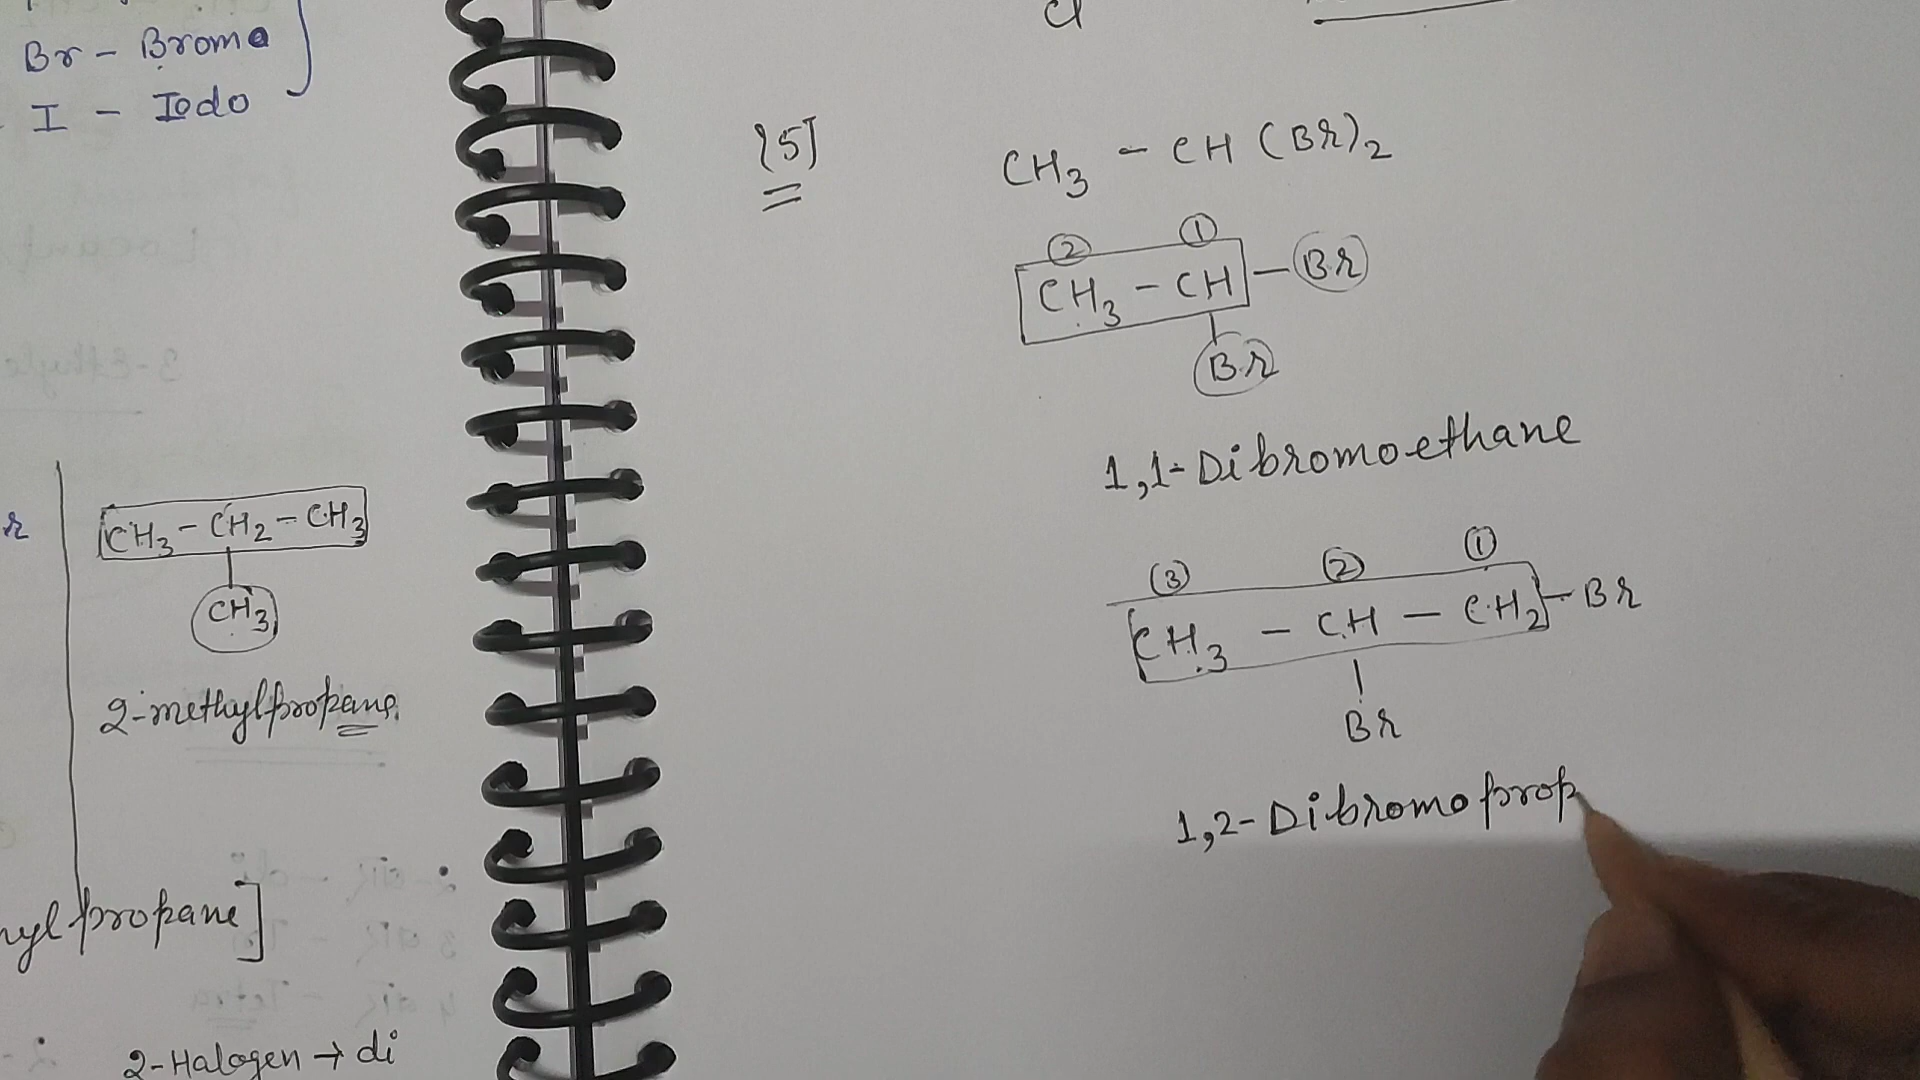 Br - Bromo
I - Iodo
CH3 - CH2 - CH3
CH3
2-methylpropane
propane]
2-Halogen → di
Cl
[5]
CH3 - CH (Br)2
2 1
CH3 - CH - Br
Br
1,1-Dibromoethane
3 2 1
CH3 - CH - CH2 - Br
Br
1,2-Dibromoprop